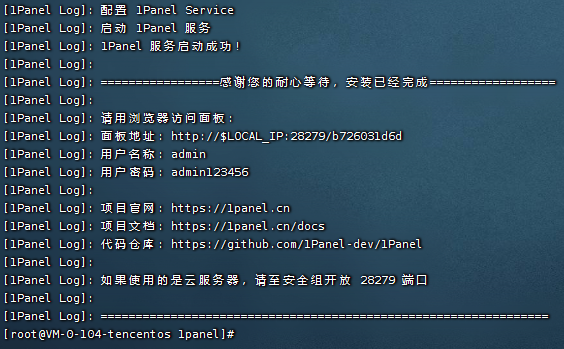 [1Panel Log]: 配置 1Panel Service
[1Panel Log]: 启动 1Panel 服务
[1Panel Log]: 1Panel 服务启动成功!
[1Panel Log]:
[1Panel Log]: =================感谢您的耐心等待，安装已经完成==================
[1Panel Log]:
[1Panel Log]: 请用浏览器访问面板:
[1Panel Log]: 面板地址: http://$LOCAL_IP:28279/b726031d6d
[1Panel Log]: 用户名称: admin
[1Panel Log]: 用户密码: admin123456
[1Panel Log]:
[1Panel Log]: 项目官网: https://1panel.cn
[1Panel Log]: 项目文档: https://1panel.cn/docs
[1Panel Log]: 代码仓库: https://github.com/1Panel-dev/1Panel
[1Panel Log]:
[1Panel Log]: 如果使用的是云服务器，请至安全组开放 28279 端口
[1Panel Log]:
[1Panel Log]: ================================================================
[root@VM-0-104-tencentos 1panel]#